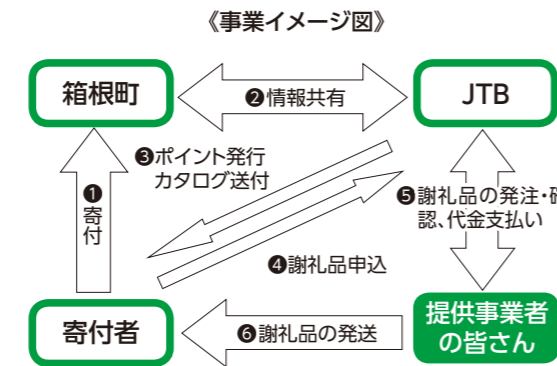 《事業イメージ図》
箱根町
❷情報共有
JTB
❸ポイント発行
カタログ送付
❶寄付
❺謝礼品の発注・確
認、代金支払い
❹謝礼品申込
寄付者
❻謝礼品の発送
提供事業者
の皆さん